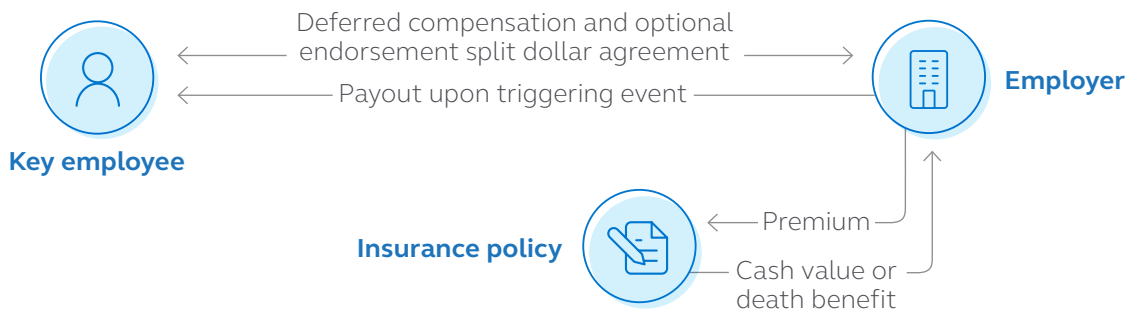 Deferred compensation and optional
endorsement split dollar agreement
Payout upon triggering event
Employer
Key employee
Premium
Insurance policy
Cash value or
death benefit